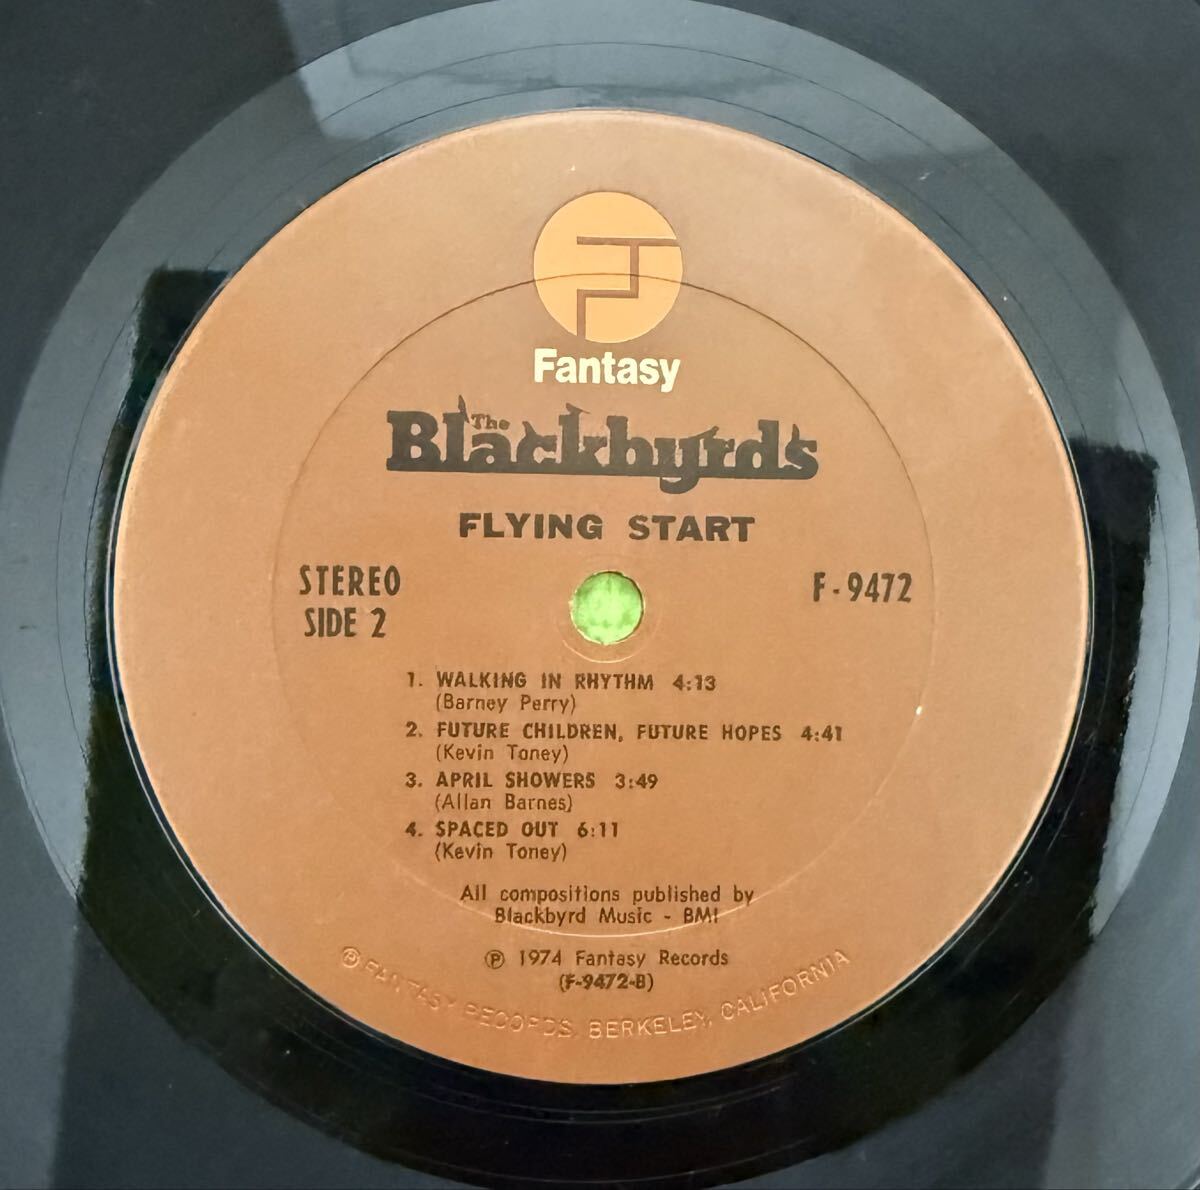 Fantasy
The Blackbyrds
FLYING START
STEREO
SIDE 2
F-9472
1. WALKING IN RHYTHM 4:13
(Barney Perry)
2. FUTURE CHILDREN, FUTURE HOPES 4:41
(Kevin Toney)
3. APRIL SHOWERS 3:49
(Allan Barnes)
4. SPACED OUT 6:11
(Kevin Toney)
All compositions published by
Blackbyrd Music - BMI
℗ 1974 Fantasy Records
(F-9472-B)
℗ FANTASY RECORDS, BERKELEY, CALIFORNIA